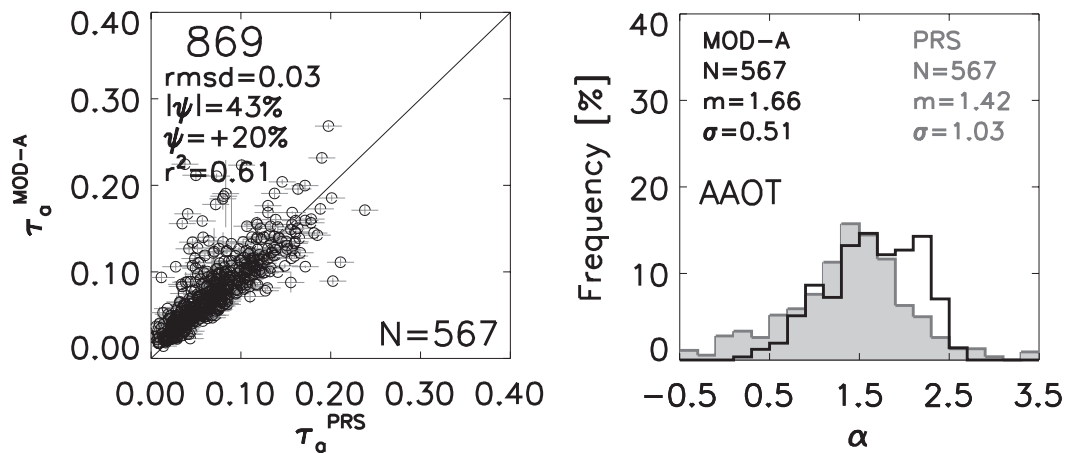 869
rmsd=0.03
|ψ|=43%
ψ=+20%
r²=0.61
N=567
0.40
0.30
0.20
0.10
0.00
0.00 0.10 0.20 0.30 0.40
τa MOD-A
τa PRS
MOD-A
N=567
m=1.66
σ=0.51
PRS
N=567
m=1.42
σ=1.03
AAOT
40
30
20
10
0
-0.5 0.5 1.5 2.5 3.5
Frequency [%]
α